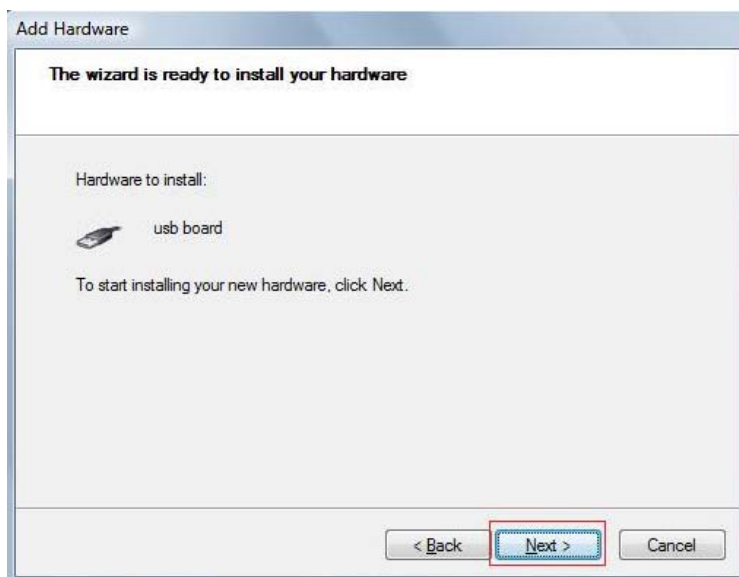 Add Hardware
The wizard is ready to install your hardware
Hardware to install:
usb board
To start installing your new hardware, click Next.
< Back Next > Cancel